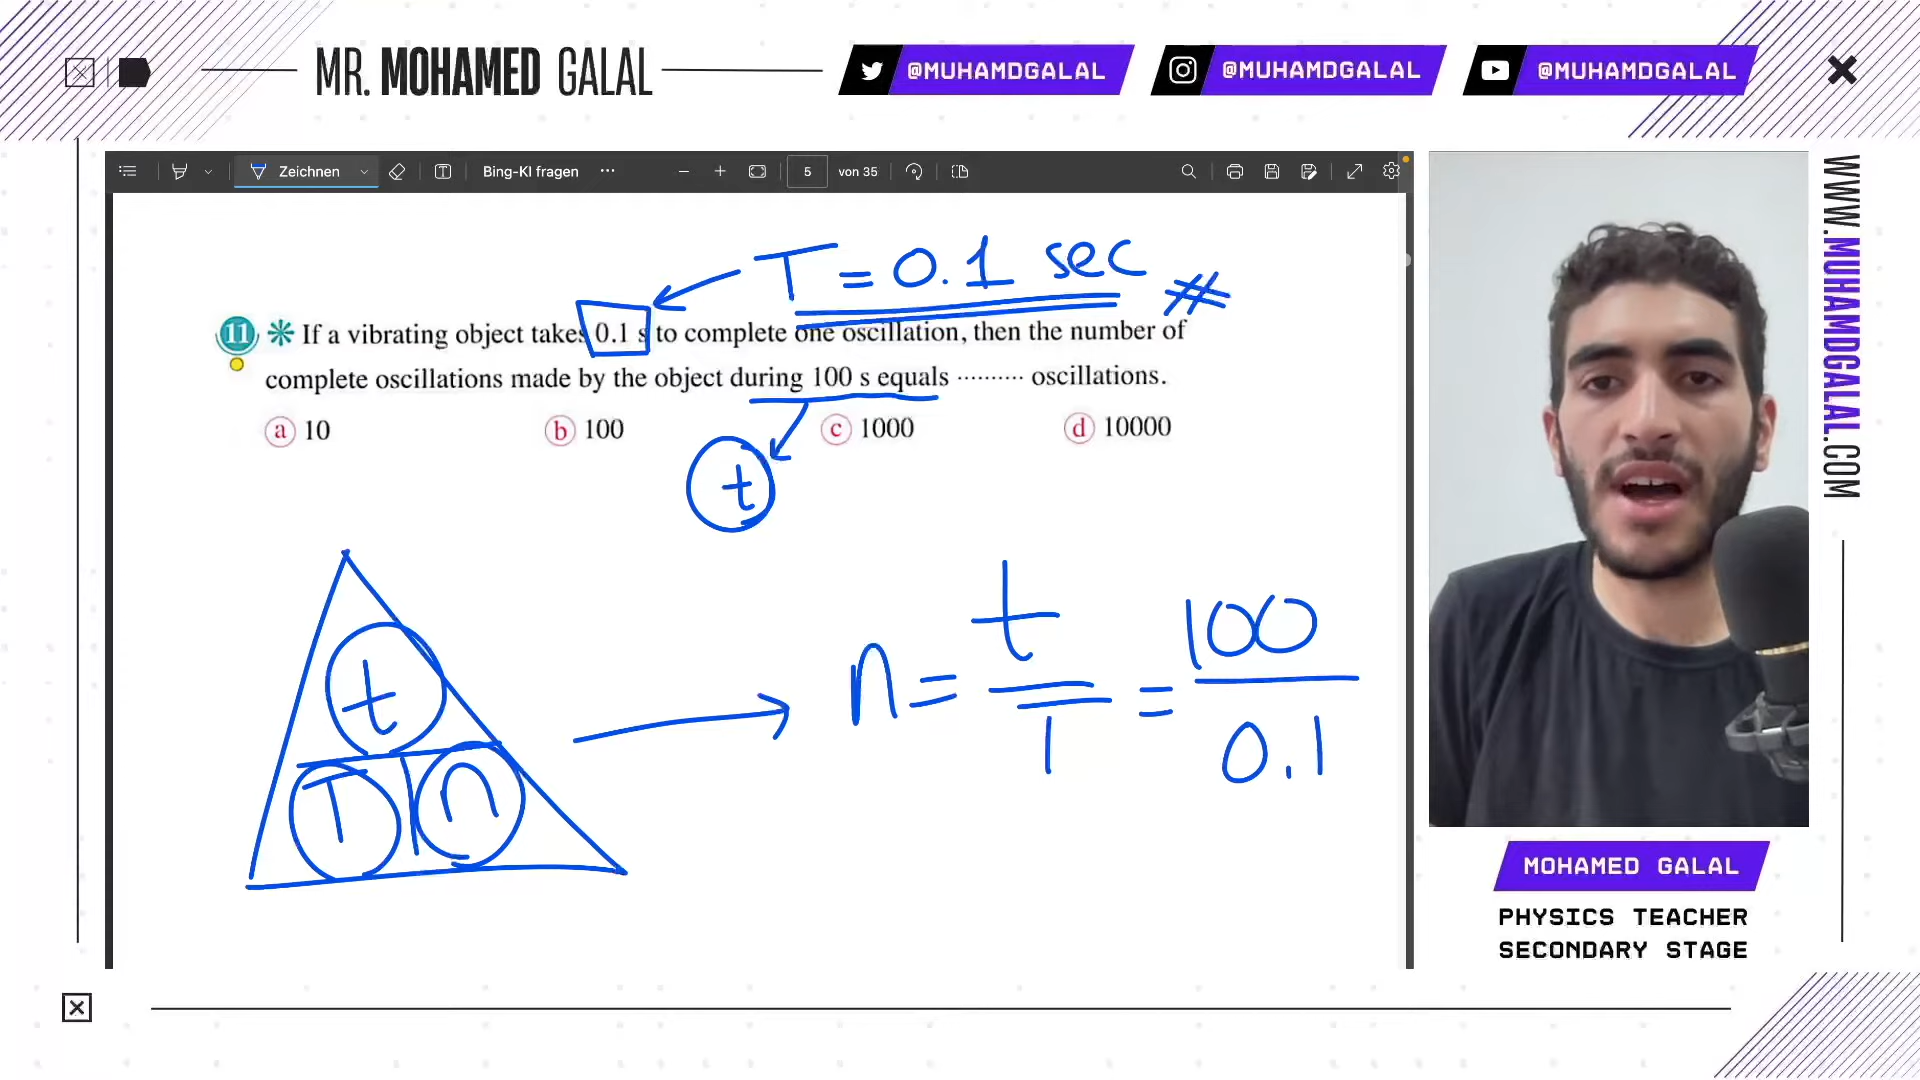 MR. MOHAMED GALAL
@MUHAMDGALAL
@MUHAMDGALAL
@MUHAMDGALAL
Zeichnen
Bing-KI fragen
5 von 35
T = 0.1 sec
11 If a vibrating object takes 0.1 s to complete one oscillation, then the number of
complete oscillations made by the object during 100 s equals ·········· oscillations.
a 10
b 100
c 1000
d 10000
t
t
T n
n = t/T = 100/0.1
WWW.MUHAMDGALAL.COM
MOHAMED GALAL
PHYSICS TEACHER
SECONDARY STAGE